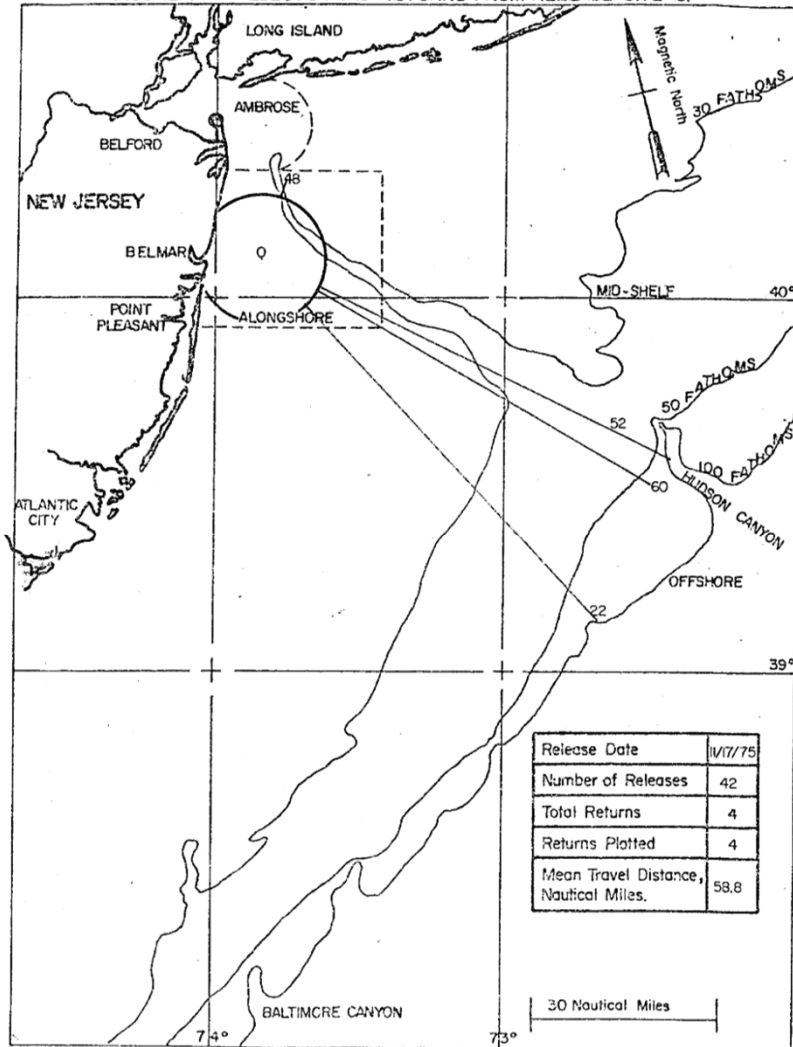 LONG ISLAND
AMBROSE
BELFORD
NEW JERSEY
48
Magnetic North
30 FATHOMS
BELMAR
Q
POINT
PLEASANT
ALONGSHORE
MID-SHELF
40°
50 FATHOMS
52
100 FATHOMS
60
HUDSON CANYON
ATLANTIC
CITY
OFFSHORE
22
39°
Release Date 11/17/75
Number of Releases 42
Total Returns 4
Returns Plotted 4
Mean Travel Distance, 58.8
Nautical Miles.
BALTIMORE CANYON
30 Nautical Miles
74°
73°